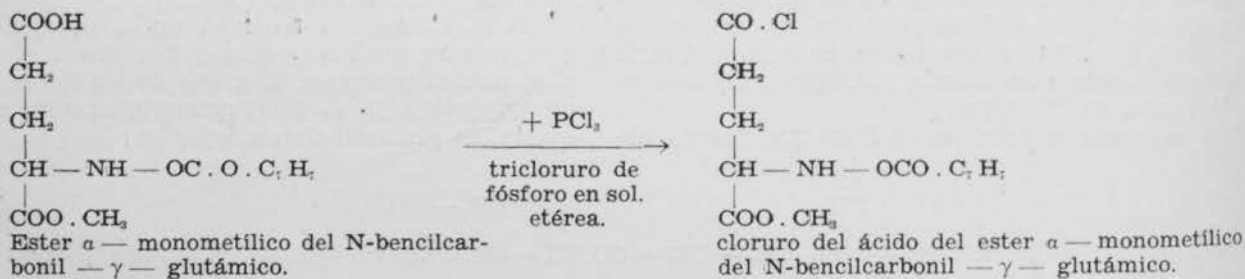 COOH
|
CH₂
|
CH₂
|
CH — NH — OC . O . C₇ H₇
|
COO . CH₃
Ester α — monometílico del N-bencilcar-
bonil — γ — glutámico.
+ PCl₃
tricloruro de
fósforo en sol.
etérea.
CO . Cl
|
CH₂
|
CH₂
|
CH — NH — OCO . C₇ H₇
|
COO . CH₃
cloruro del ácido del ester α — monometílico
del N-bencilcarbonil — γ — glutámico.